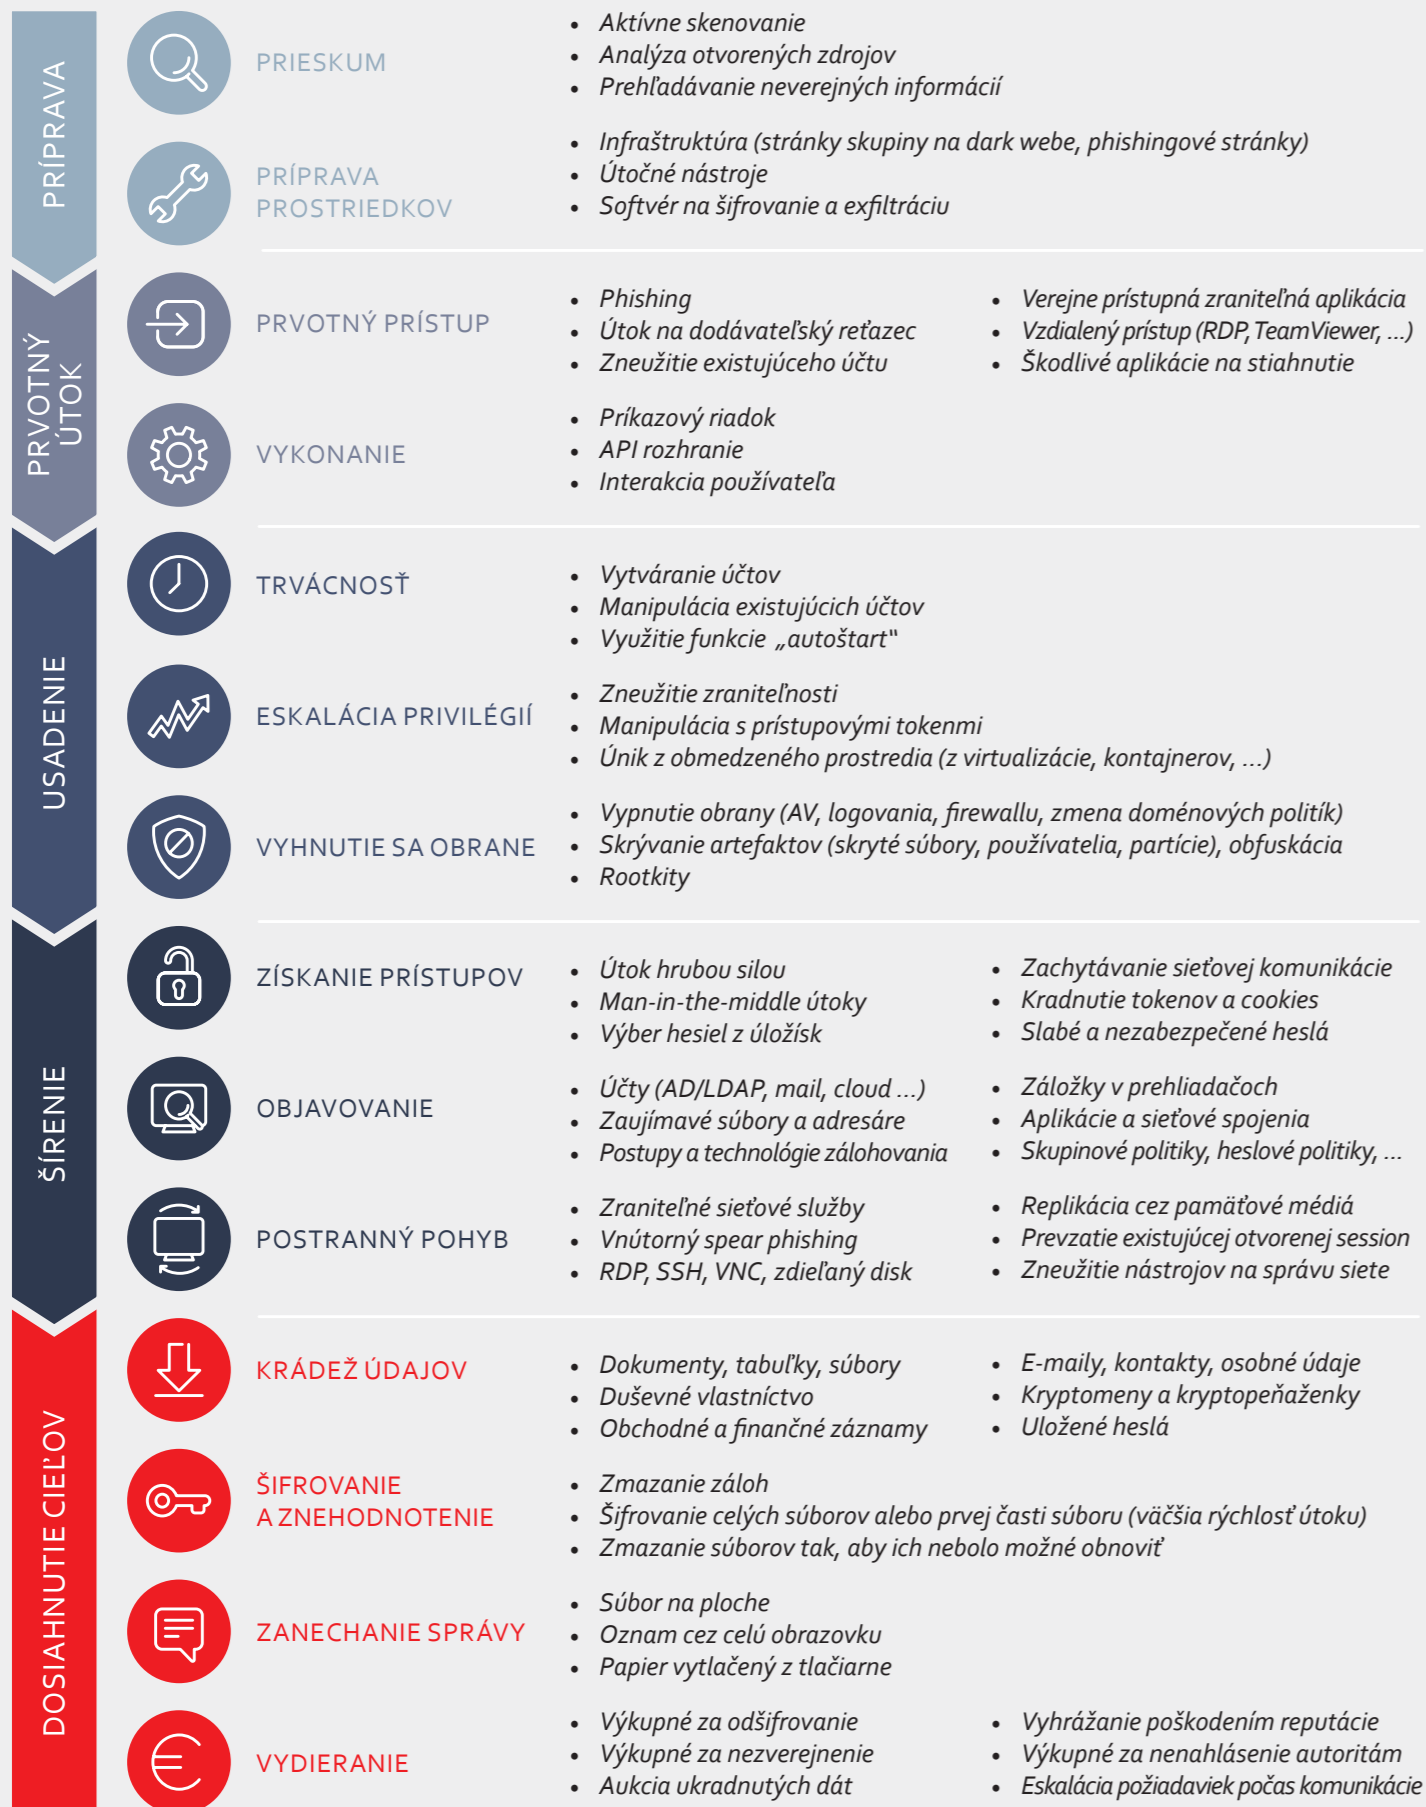 PRÍPRAVA
PRIESKUM
• Aktívne skenovanie
• Analýza otvorených zdrojov
• Prehľadávanie neverejných informácií
PRÍPRAVA
PROSTRIEDKOV
• Infraštruktúra (stránky skupiny na dark webe, phishingové stránky)
• Útočné nástroje
• Softvér na šifrovanie a exfiltráciu
PRVOTNÝ
ÚTOK
PRVOTNÝ PRÍSTUP
• Phishing
• Útok na dodávateľský reťazec
• Zneužitie existujúceho účtu
• Verejne prístupná zraniteľná aplikácia
• Vzdialený prístup (RDP, TeamViewer, ...)
• Škodlivé aplikácie na stiahnutie
VYKONANIE
• Príkazový riadok
• API rozhranie
• Interakcia používateľa
USADENIE
TRVÁCNOSŤ
• Vytváranie účtov
• Manipulácia existujúcich účtov
• Využitie funkcie „autoštart“
ESKALÁCIA PRIVILÉGIÍ
• Zneužitie zraniteľnosti
• Manipulácia s prístupovými tokenmi
• Únik z obmedzeného prostredia (z virtualizácie, kontajnerov, ...)
VYHNUTIE SA OBRANE
• Vypnutie obrany (AV, logovania, firewallu, zmena doménových politík)
• Skrývanie artefaktov (skryté súbory, používatelia, partície), obfuskácia
• Rootkity
ŠÍRENIE
ZÍSKANIE PRÍSTUPOV
• Útok hrubou silou
• Man-in-the-middle útoky
• Výber hesiel z úložísk
• Zachytávanie sieťovej komunikácie
• Kradnutie tokenov a cookies
• Slabé a nezabezpečené heslá
OBJAVOVANIE
• Účty (AD/LDAP, mail, cloud ...)
• Zaujímavé súbory a adresáre
• Postupy a technológie zálohovania
• Záložky v prehliadačoch
• Aplikácie a sieťové spojenia
• Skupinové politiky, heslové politiky, ...
POSTRANNÝ POHYB
• Zraniteľné sieťové služby
• Vnútorný spear phishing
• RDP, SSH, VNC, zdieľaný disk
• Replikácia cez pamäťové médiá
• Prevzatie existujúcej otvorenej session
• Zneužitie nástrojov na správu siete
DOSIAHNUTIE CIEĽOV
KRÁDEŽ ÚDAJOV
• Dokumenty, tabuľky, súbory
• Duševné vlastníctvo
• Obchodné a finančné záznamy
• E-maily, kontakty, osobné údaje
• Kryptomeny a kryptopeňaženky
• Uložené heslá
ŠIFROVANIE
A ZNEHODNOTENIE
• Zmazanie záloh
• Šifrovanie celých súborov alebo prvej časti súboru (väčšia rýchlosť útoku)
• Zmazanie súborov tak, aby ich nebolo možné obnoviť
ZANECHANIE SPRÁVY
• Súbor na ploche
• Oznam cez celú obrazovku
• Papier vytlačený z tlačiarne
VYDIERANIE
• Výkupné za odšifrovanie
• Výkupné za nezverejnenie
• Aukcia ukradnutých dát
• Vyhrážanie poškodením reputácie
• Výkupné za nenahlásenie autoritám
• Eskalácia požiadaviek počas komunikácie